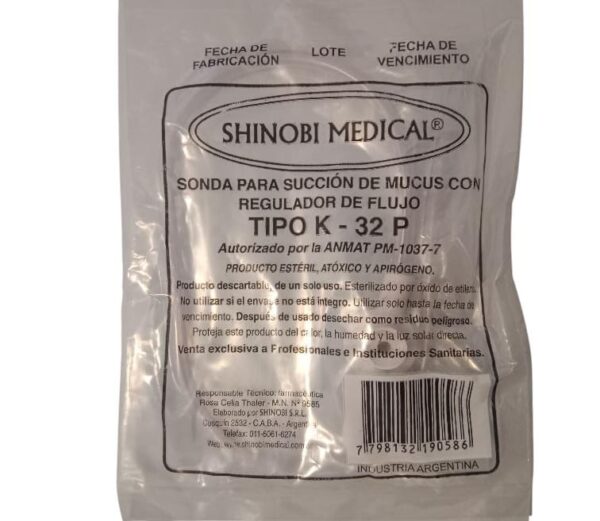 FECHA DE FABRICACIÓN
LOTE
FECHA DE VENCIMIENTO
SHINOBI MEDICAL®
SONDA PARA SUCCIÓN DE MUCUS CON
REGULADOR DE FLUJO
TIPO K - 32 P
Autorizado por la ANMAT PM-1037-7
PRODUCTO ESTÉRIL, ATÓXICO Y APIRÓGENO.
Producto descartable, de un solo uso. Esterilizado por óxido de etileno.
No utilizar si el envase no está íntegro. Utilizar solo hasta la fecha de
vencimiento. Después de usado desechar como residuo peligroso.
Proteja este producto del calor, la humedad y la luz solar directa.
Venta exclusiva a Profesionales e Instituciones Sanitarias.
Responsable Técnico: farmacéutica
Rosa Celia Thaler - M.N. Nº 9585
Elaborado por SHINOBI S.R.L.
Cosquín 2532 - C.A.B.A. - Argentina
Telefax: 011-5061-6274
Web: www.shinobimedical.com
7 798132 190586
INDUSTRIA ARGENTINA